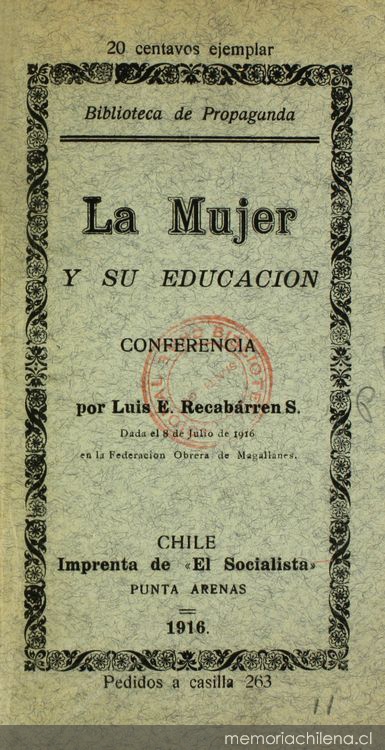 20 centavos ejemplar
Biblioteca de Propaganda
La Mujer
Y SU EDUCACION
CONFERENCIA
por Luis E. Recabárren S.
Dada el 8 de Julio de 1916
en la Federacion Obrera de Magallanes.
CHILE
Imprenta de «El Socialista»
PUNTA ARENAS
1916.
Pedidos a casilla 263
11
memoriachilena.cl